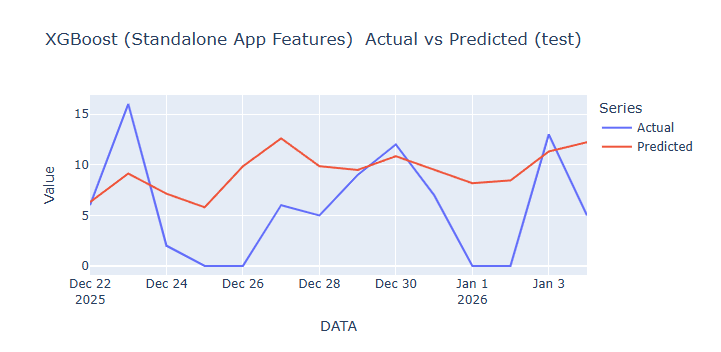 XGBoost (Standalone App Features)  Actual vs Predicted (test)
Series
Actual
Predicted
Value
15
10
5
0
Dec 22
2025
Dec 24
Dec 26
Dec 28
Dec 30
Jan 1
2026
Jan 3
DATA